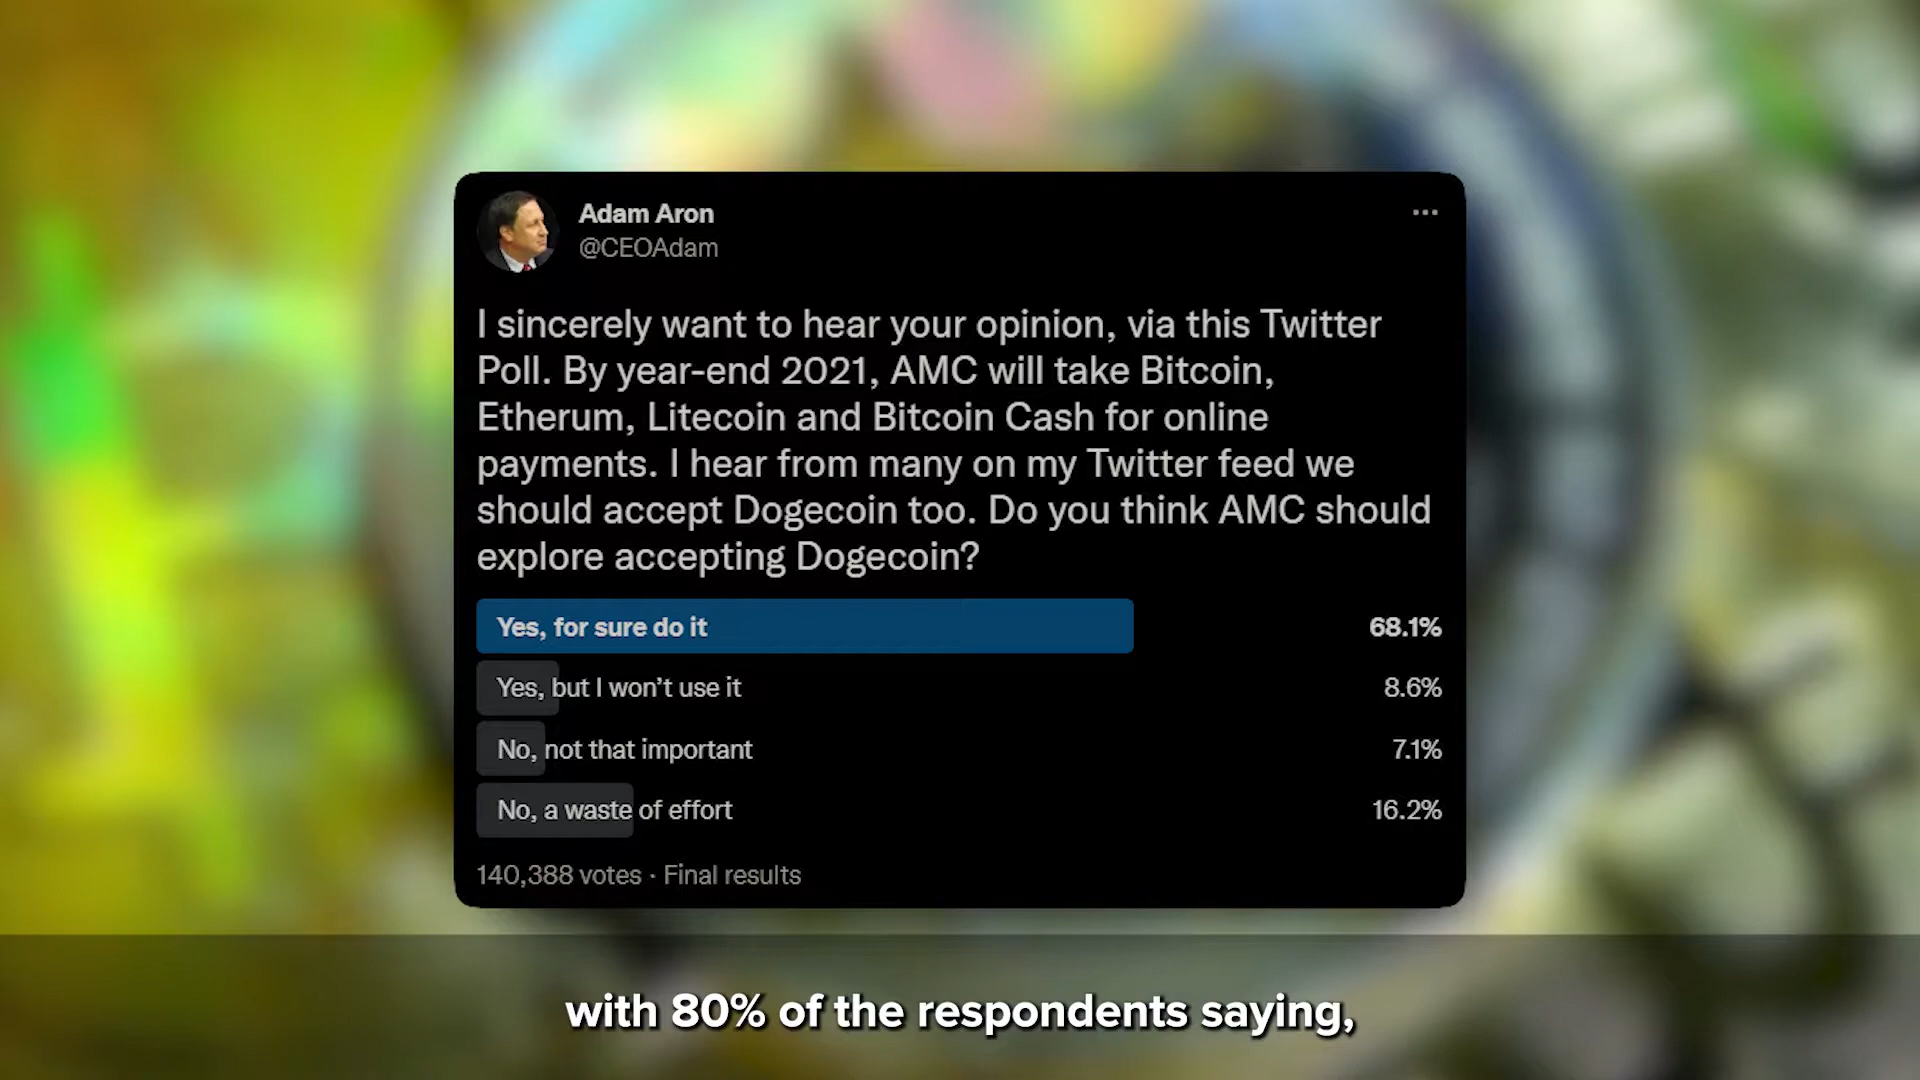 Adam Aron
@CEOAdam
I sincerely want to hear your opinion, via this Twitter
Poll. By year-end 2021, AMC will take Bitcoin,
Etherum, Litecoin and Bitcoin Cash for online
payments. I hear from many on my Twitter feed we
should accept Dogecoin too. Do you think AMC should
explore accepting Dogecoin?
Yes, for sure do it 68.1%
Yes, but I won’t use it 8.6%
No, not that important 7.1%
No, a waste of effort 16.2%
140,388 votes · Final results
with 80% of the respondents saying,